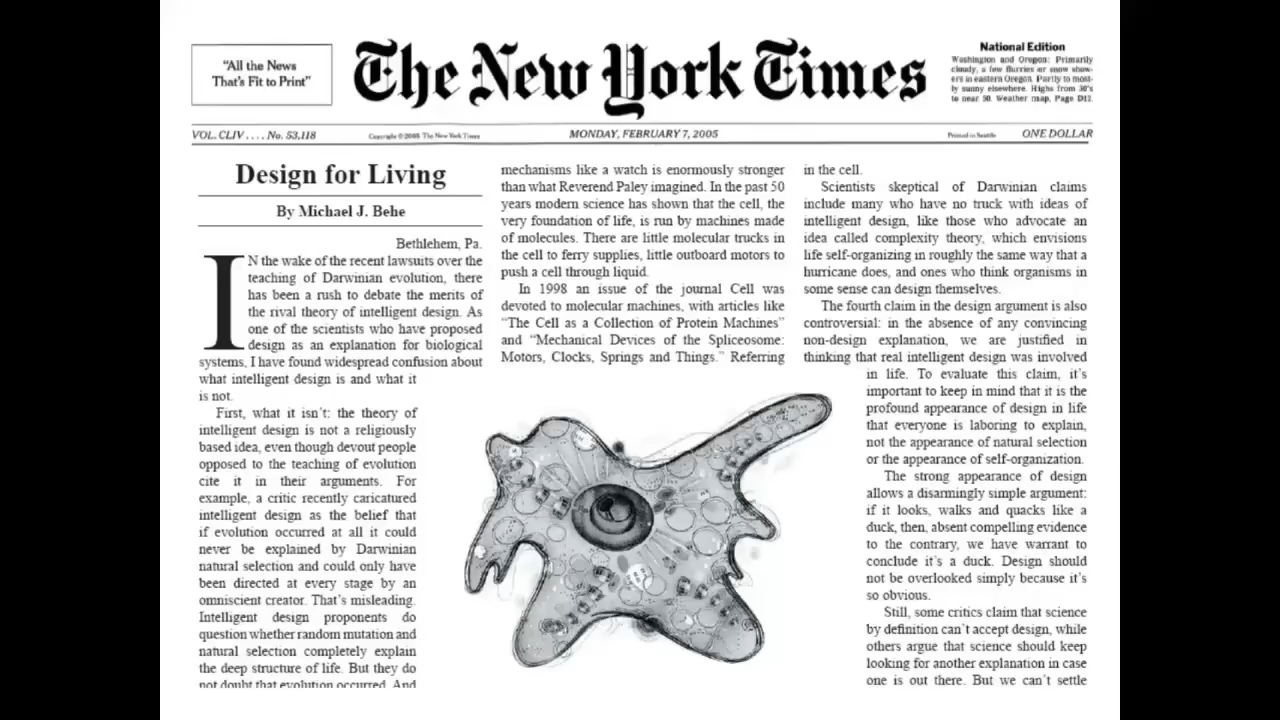 "All the News
That's Fit to Print"
The New York Times
National Edition
Washington and Oregon: Primarily
cloudy, a few flurries or snow show-
ers in eastern Oregon. Partly to most-
ly sunny elsewhere. Highs from 30's
to near 50. Weather map, Page D12.
VOL. CLIV . . . . No. 53,118
Copyright © 2005 The New York Times
MONDAY, FEBRUARY 7, 2005
Printed in Seattle
ONE DOLLAR
Design for Living
By Michael J. Behe
Bethlehem, Pa.
IN the wake of the recent lawsuits over the
teaching of Darwinian evolution, there
has been a rush to debate the merits of
the rival theory of intelligent design. As
one of the scientists who have proposed
design as an explanation for biological
systems, I have found widespread confusion about
what intelligent design is and what it
is not.
First, what it isn't: the theory of
intelligent design is not a religiously
based idea, even though devout people
opposed to the teaching of evolution
cite it in their arguments. For
example, a critic recently caricatured
intelligent design as the belief that
if evolution occurred at all it could
never be explained by Darwinian
natural selection and could only have
been directed at every stage by an
omniscient creator. That's misleading.
Intelligent design proponents do
question whether random mutation and
natural selection completely explain
the deep structure of life. But they do
not doubt that evolution occurred. And
mechanisms like a watch is enormously stronger
than what Reverend Paley imagined. In the past 50
years modern science has shown that the cell, the
very foundation of life, is run by machines made
of molecules. There are little molecular trucks in
the cell to ferry supplies, little outboard motors to
push a cell through liquid.
In 1998 an issue of the journal Cell was
devoted to molecular machines, with articles like
"The Cell as a Collection of Protein Machines"
and "Mechanical Devices of the Spliceosome:
Motors, Clocks, Springs and Things." Referring
in the cell.
Scientists skeptical of Darwinian claims
include many who have no truck with ideas of
intelligent design, like those who advocate an
idea called complexity theory, which envisions
life self-organizing in roughly the same way that a
hurricane does, and ones who think organisms in
some sense can design themselves.
The fourth claim in the design argument is also
controversial: in the absence of any convincing
non-design explanation, we are justified in
thinking that real intelligent design was involved
in life. To evaluate this claim, it's
important to keep in mind that it is the
profound appearance of design in life
that everyone is laboring to explain,
not the appearance of natural selection
or the appearance of self-organization.
The strong appearance of design
allows a disarmingly simple argument:
if it looks, walks and quacks like a
duck, then, absent compelling evidence
to the contrary, we have warrant to
conclude it's a duck. Design should
not be overlooked simply because it's
so obvious.
Still, some critics claim that science
by definition can't accept design, while
others argue that science should keep
looking for another explanation in case
one is out there. But we can't settle